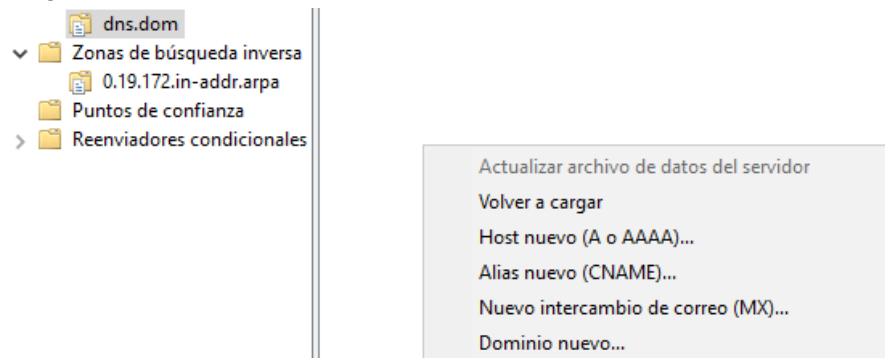 dns.dom
Zonas de búsqueda inversa
0.19.172.in-addr.arpa
Puntos de confianza
Reenviadores condicionales
Actualizar archivo de datos del servidor
Volver a cargar
Host nuevo (A o AAAA)...
Alias nuevo (CNAME)...
Nuevo intercambio de correo (MX)...
Dominio nuevo...